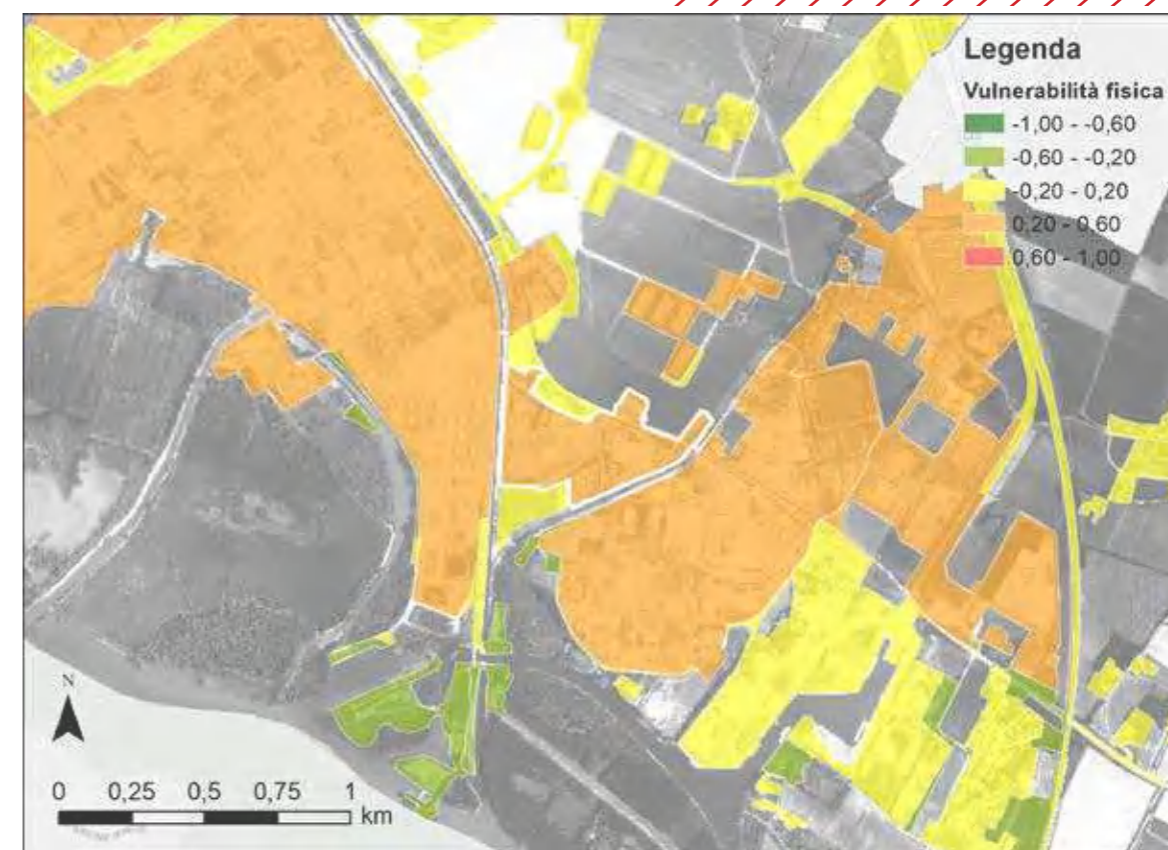 Legenda
Vulnerabilità fisica
-1,00 - -0,60
-0,60 - -0,20
-0,20 - 0,20
0,20 - 0,60
0,60 - 1,00
N
0 0,25 0,5 0,75 1
km